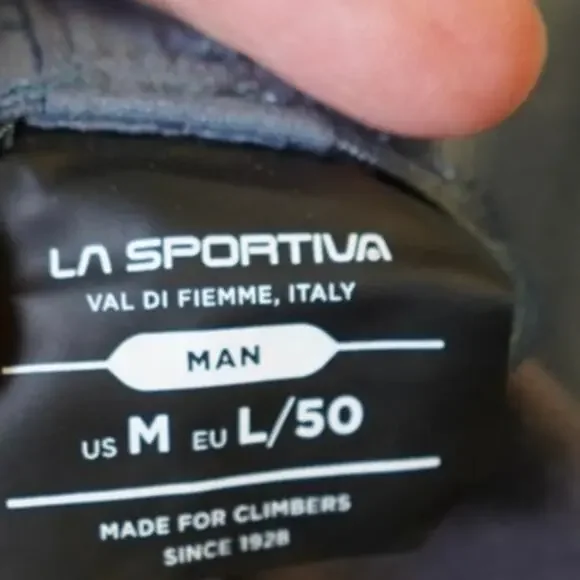 LA SPORTIVA
VAL DI FIEMME, ITALY
MAN
US M EU L/50
MADE FOR CLIMBERS
SINCE 1928